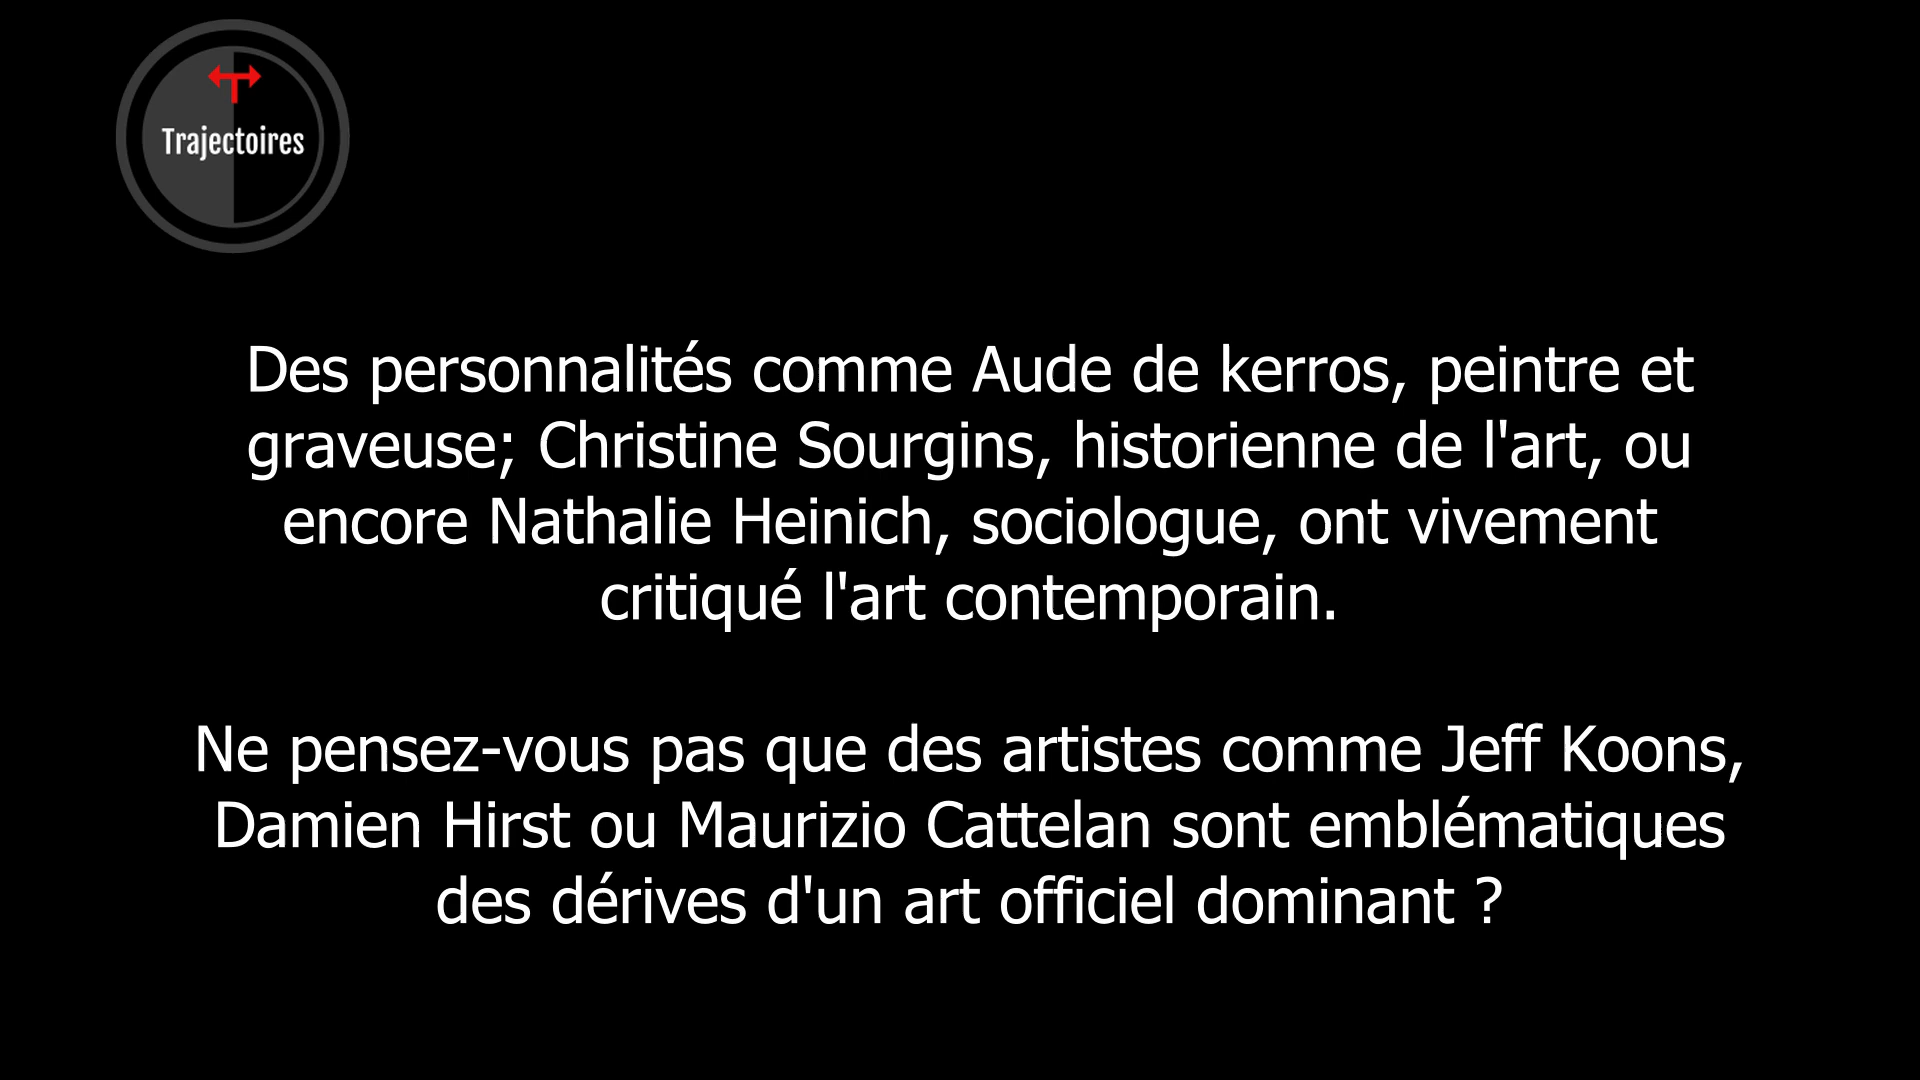 Trajectoires
Des personnalités comme Aude de kerros, peintre et
graveuse; Christine Sourgins, historienne de l'art, ou
encore Nathalie Heinich, sociologue, ont vivement
critiqué l'art contemporain.
Ne pensez-vous pas que des artistes comme Jeff Koons,
Damien Hirst ou Maurizio Cattelan sont emblématiques
des dérives d'un art officiel dominant ?